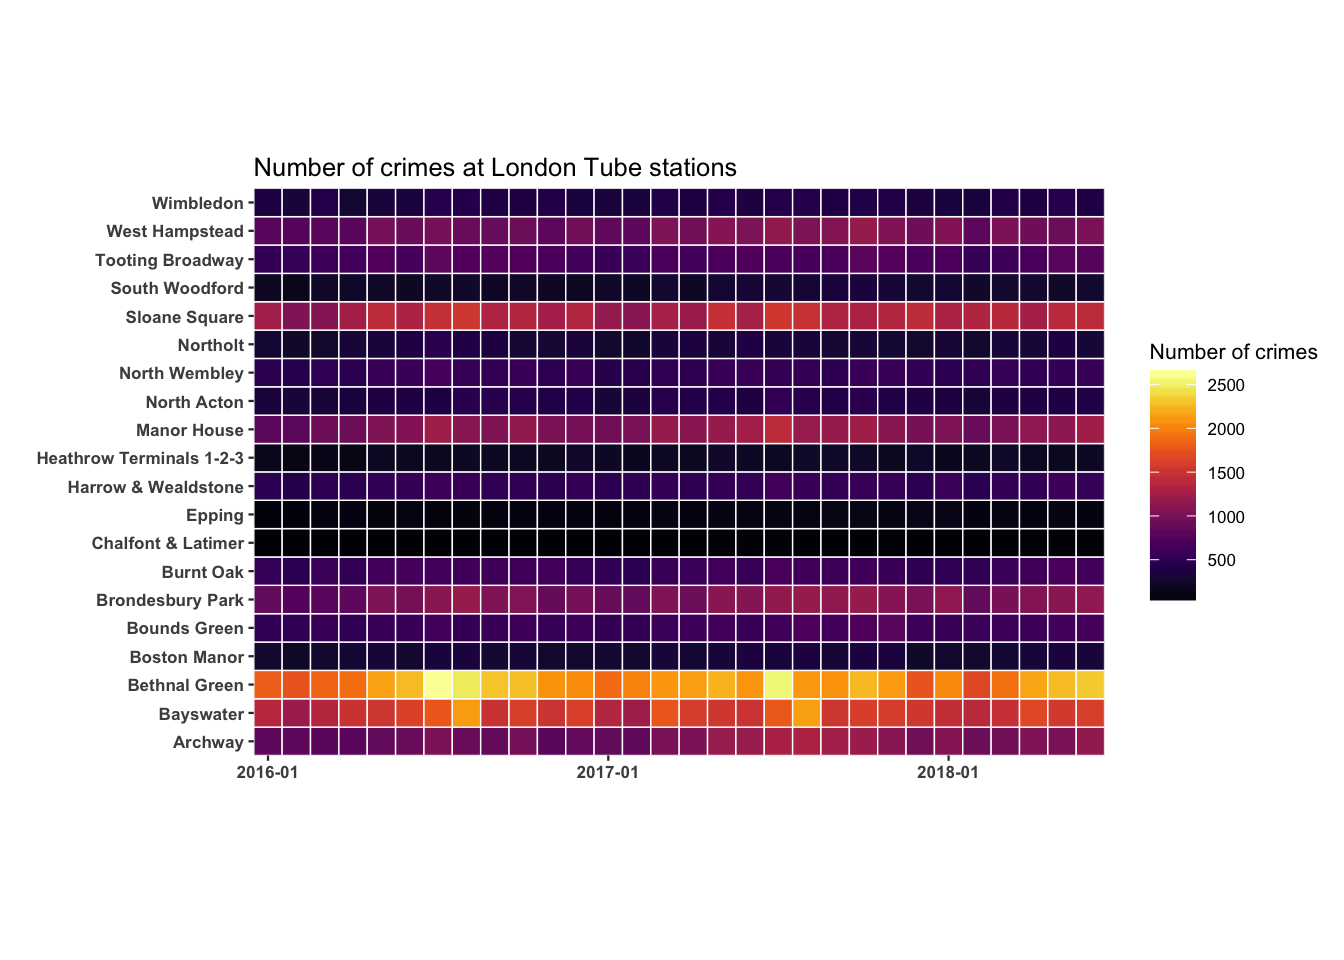 Number of crimes at London Tube stations
Wimbledon
West Hampstead
Tooting Broadway
South Woodford
Sloane Square
Northolt
North Wembley
North Acton
Manor House
Heathrow Terminals 1-2-3
Harrow & Wealdstone
Epping
Chalfont & Latimer
Burnt Oak
Brondesbury Park
Bounds Green
Boston Manor
Bethnal Green
Bayswater
Archway
2016-01
2017-01
2018-01
Number of crimes
2500
2000
1500
1000
500